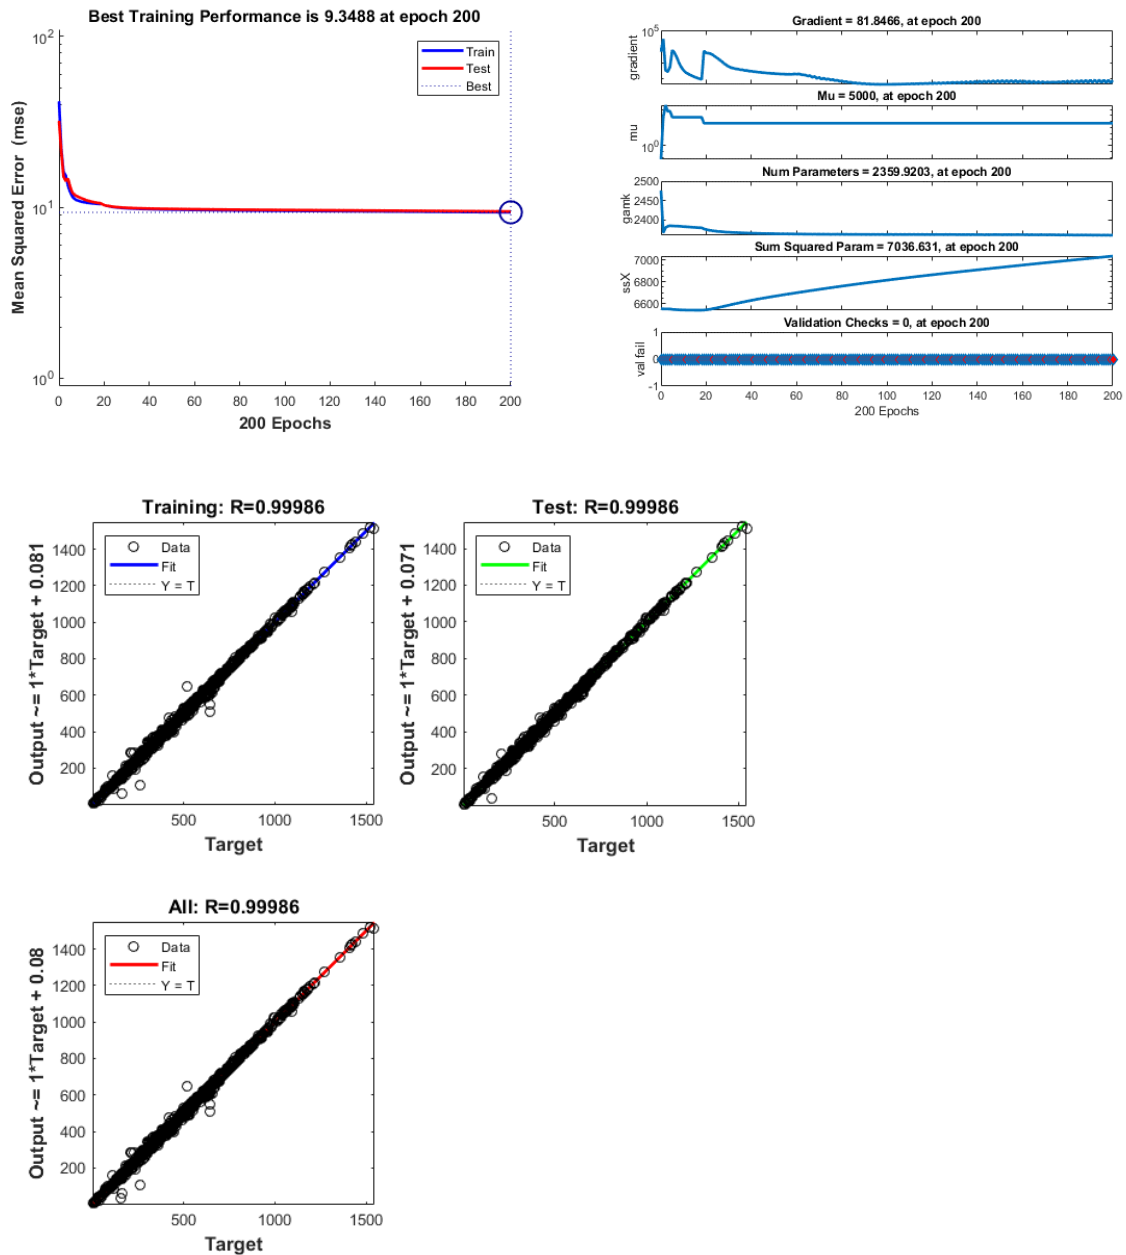 Best Training Performance is 9.3488 at epoch 200
Mean Squared Error (mse)
10^2
10^1
10^0
Train
Test
Best
0 20 40 60 80 100 120 140 160 180 200
200 Epochs
Gradient = 81.8466, at epoch 200
gradient
10^5
Mu = 5000, at epoch 200
mu
10^0
Num Parameters = 2359.9203, at epoch 200
gamk
2500
2400
Sum Squared Param = 7036.631, at epoch 200
ssX
7000
6800
6600
Validation Checks = 0, at epoch 200
val fail
1
0
-1
0 20 40 60 80 100 120 140 160 180 200
200 Epochs
Training: R=0.99986
Output ~= 1*Target + 0.081
1400
1200
1000
800
600
400
200
Data
Fit
Y = T
500 1000 1500
Target
Test: R=0.99986
Output ~= 1*Target + 0.071
1400
1200
1000
800
600
400
200
Data
Fit
Y = T
500 1000 1500
Target
All: R=0.99986
Output ~= 1*Target + 0.08
1400
1200
1000
800
600
400
200
Data
Fit
Y = T
500 1000 1500
Target